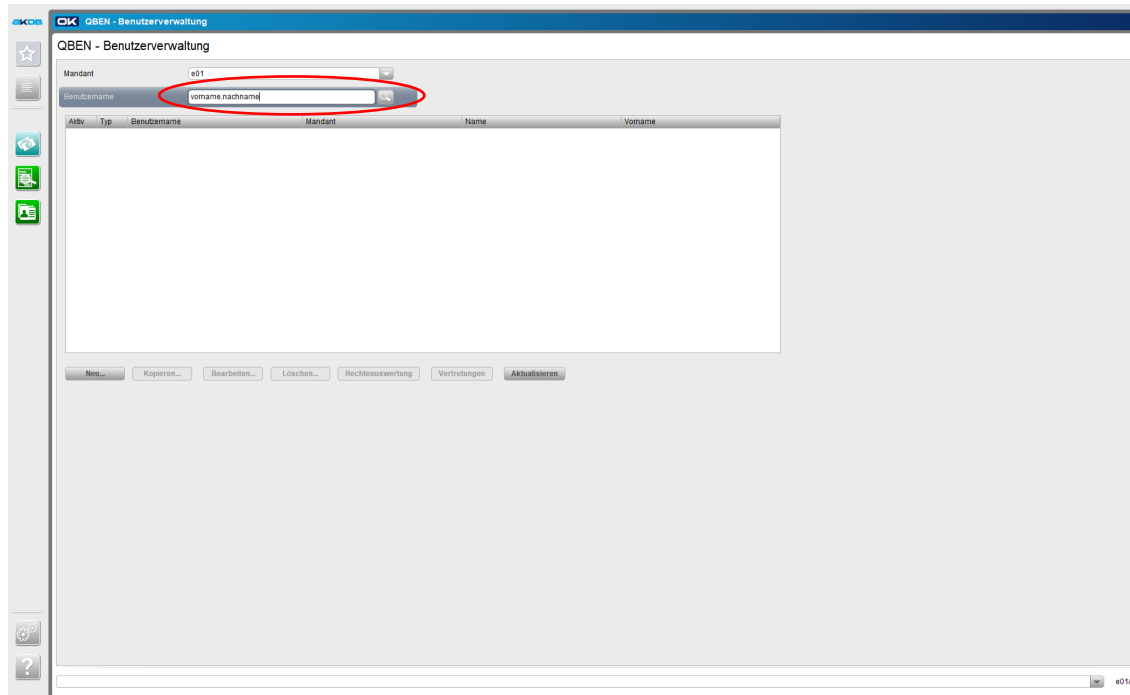 AKDB
OK QBEN - Benutzerverwaltung
QBEN - Benutzerverwaltung
Mandant e01
Benutzername vorname.nachname
Aktiv Typ Benutzername Mandant Name Vorname
Neu... Kopieren... Bearbeiten... Löschen... Rechteauswertung Vertretungen Aktualisieren
?
e01/